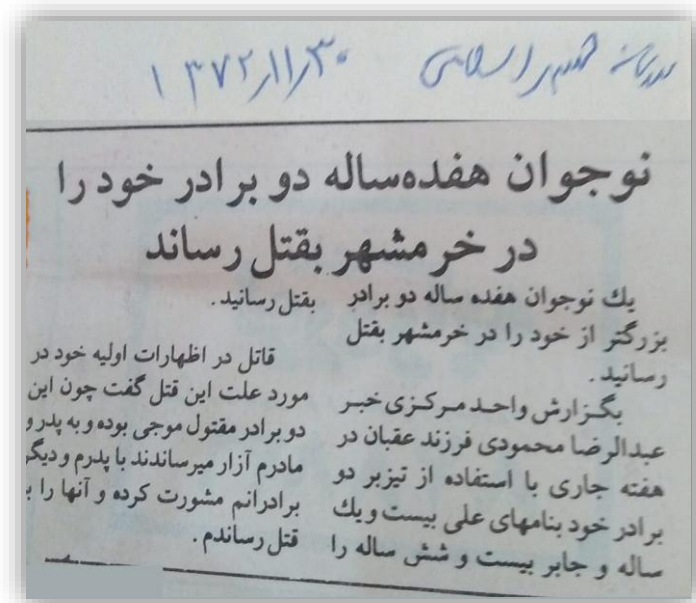 روزنامه جمهوری اسلامی ۱۳۷۲/۱۱/۳۰
نوجوان هفده‌ساله دو برادر خود را
در خرمشهر بقتل رساند
یك نوجوان هفده ساله دو برادر
بزرگتر از خود را در خرمشهر بقتل
رسانید.
بگزارش واحد مرکزی خبر
عبدالرضا محمودی فرزند عقبان در
هفته جاری با استفاده از تیزبر دو
برادر خود بنامهای علی بیست و یك
ساله و جابر بیست و شش ساله را
بقتل رسانید.
قاتل در اظهارات اولیه خود در
مورد علت این قتل گفت چون این
دو برادر مقتول موجی بوده و به پدر و
مادرم آزار میرساندند با پدرم و دیگر
برادرانم مشورت کرده و آنها را
قتل رساندم.